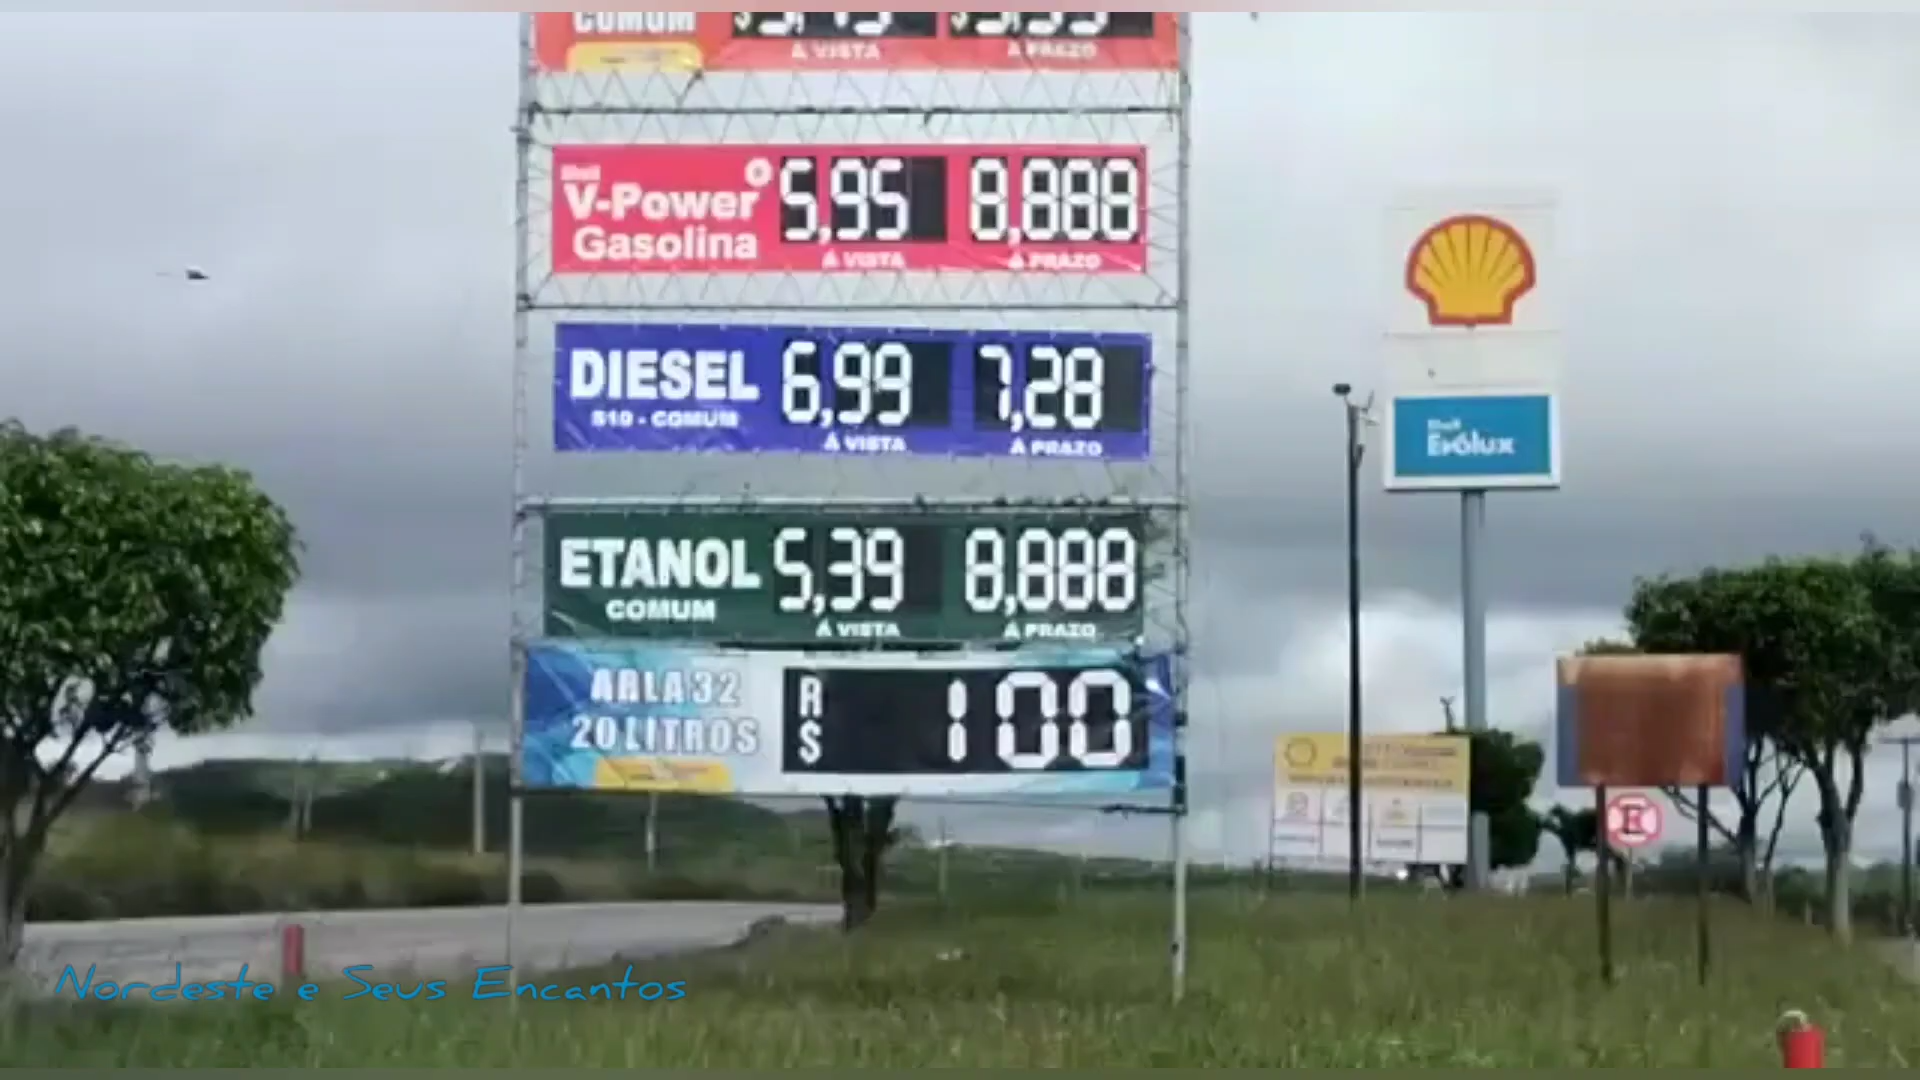 COMUM
À VISTA
À PRAZO
Shell
V-Power
Gasolina
5,95
8,888
À VISTA
À PRAZO
DIESEL
S10 - COMUM
6,99
7,28
À VISTA
À PRAZO
ETANOL
COMUM
5,39
8,888
À VISTA
À PRAZO
ARLA 32
20 LITROS
R$
100
Shell
Evolux
E
Nordeste e Seus Encantos